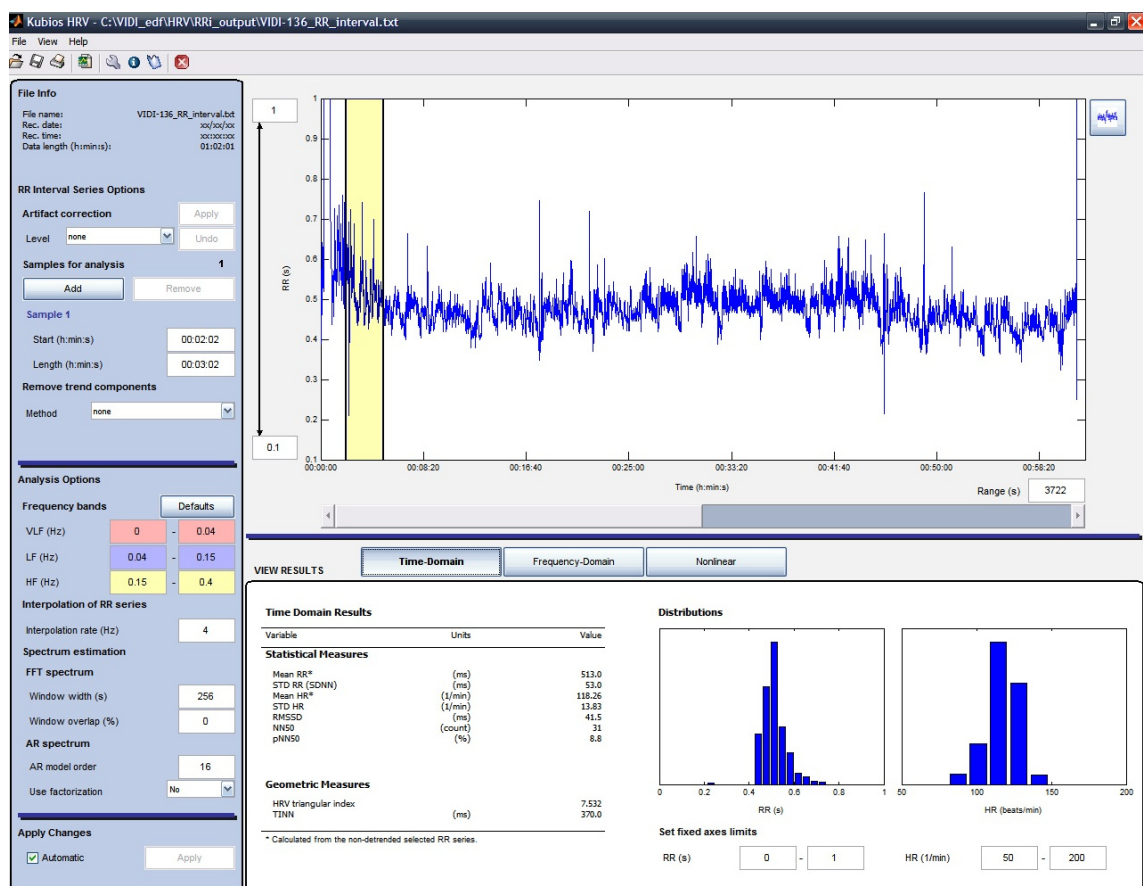 Kubios HRV - C:\VIDI_edf\HRV\RRi_output\VIDI-136_RR_interval.txt
File View Help
File Info
File name: VIDI-136_RR_interval.txt
Rec. date: xx/xx/xx
Rec. time: xx:xx:xx
Data length (h:min:s): 01:02:01
RR Interval Series Options
Artifact correction Apply
Level none Undo
Samples for analysis 1
Add Remove
Sample 1
Start (h:min:s) 00:02:02
Length (h:min:s) 00:03:02
Remove trend components
Method none
Analysis Options
Frequency bands Defaults
VLF (Hz) 0 - 0.04
LF (Hz) 0.04 - 0.15
HF (Hz) 0.15 - 0.4
Interpolation of RR series
Interpolation rate (Hz) 4
Spectrum estimation
FFT spectrum
Window width (s) 256
Window overlap (%) 0
AR spectrum
AR model order 16
Use factorization No
Apply Changes
Automatic Apply
1
0.1
RR (s)
1
0.9
0.8
0.7
0.6
0.5
0.4
0.3
0.2
0.1
00:00:00 00:08:20 00:16:40 00:25:00 00:33:20 00:41:40 00:50:00 00:58:20
Time (h:min:s)
Range (s) 3722
VIEW RESULTS Time-Domain Frequency-Domain Nonlinear
Time Domain Results
Variable Units Value
Statistical Measures
Mean RR* (ms) 513.0
STD RR (SDNN) (ms) 53.0
Mean HR* (1/min) 118.26
STD HR (1/min) 13.83
RMSSD (ms) 41.5
NN50 (count) 31
pNN50 (%) 8.8
Geometric Measures
HRV triangular index 7.532
TINN (ms) 370.0
* Calculated from the non-detrended selected RR series.
Distributions
0 0.2 0.4 0.6 0.8 1
RR (s)
50 100 150 200
HR (beats/min)
Set fixed axes limits
RR (s) 0 - 1 HR (1/min) 50 - 200